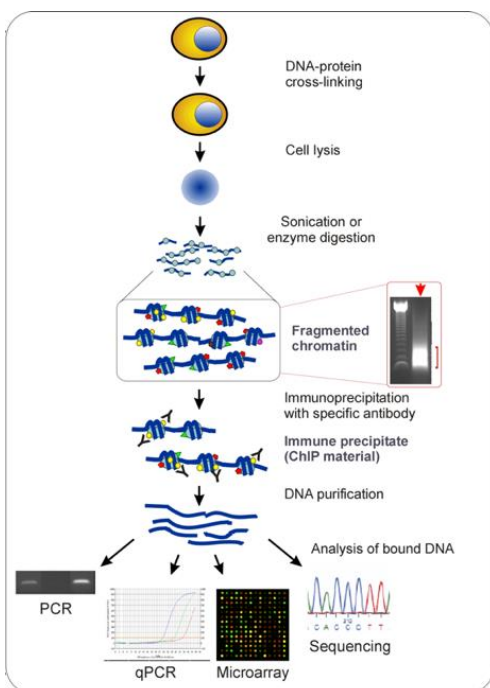 DNA-protein
cross-linking
Cell lysis
Sonication or
enzyme digestion
Fragmented
chromatin
Immunoprecipitation
with specific antibody
Immune precipitate
(ChIP material)
DNA purification
Analysis of bound DNA
PCR
qPCR
Microarray
Sequencing